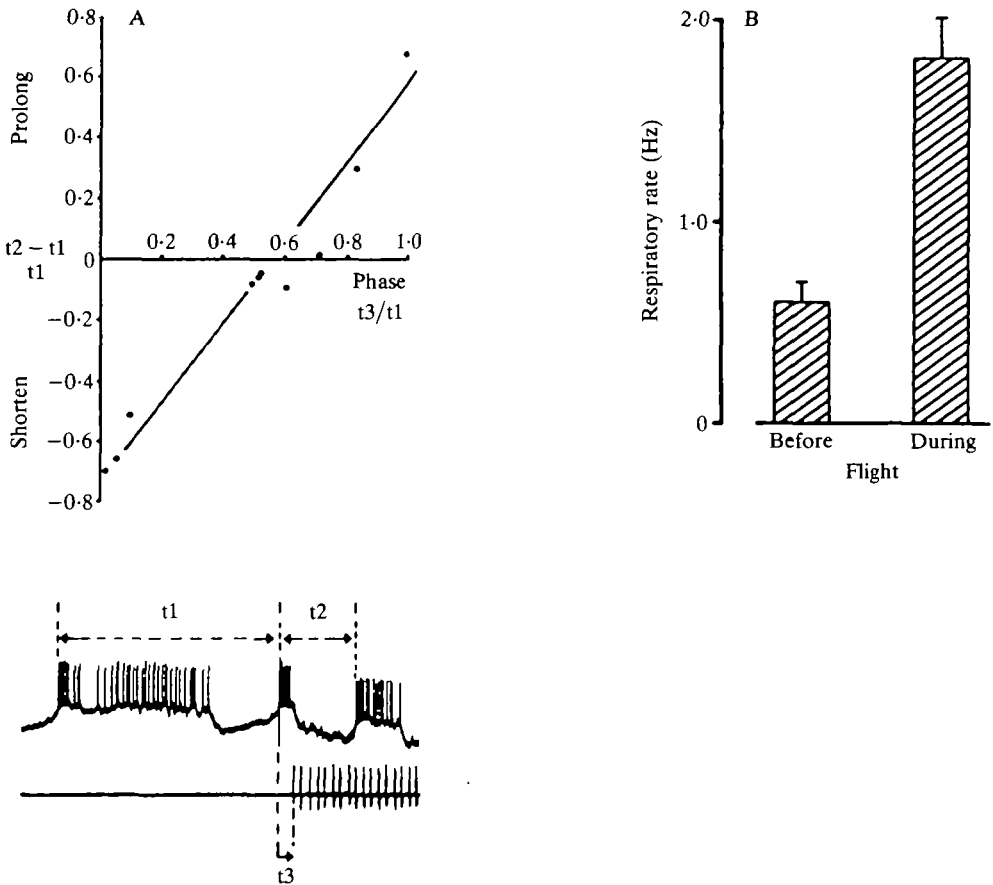 A
0·8
0·6
0·4
0·2
0
−0·2
−0·4
−0·6
−0·8
Prolong
Shorten
t2 − t1
t1
0·2 0·4 0·6 0·8 1·0
Phase
t3/t1
B
2·0
1·0
0
Respiratory rate (Hz)
Before During
Flight
t1 t2
t3